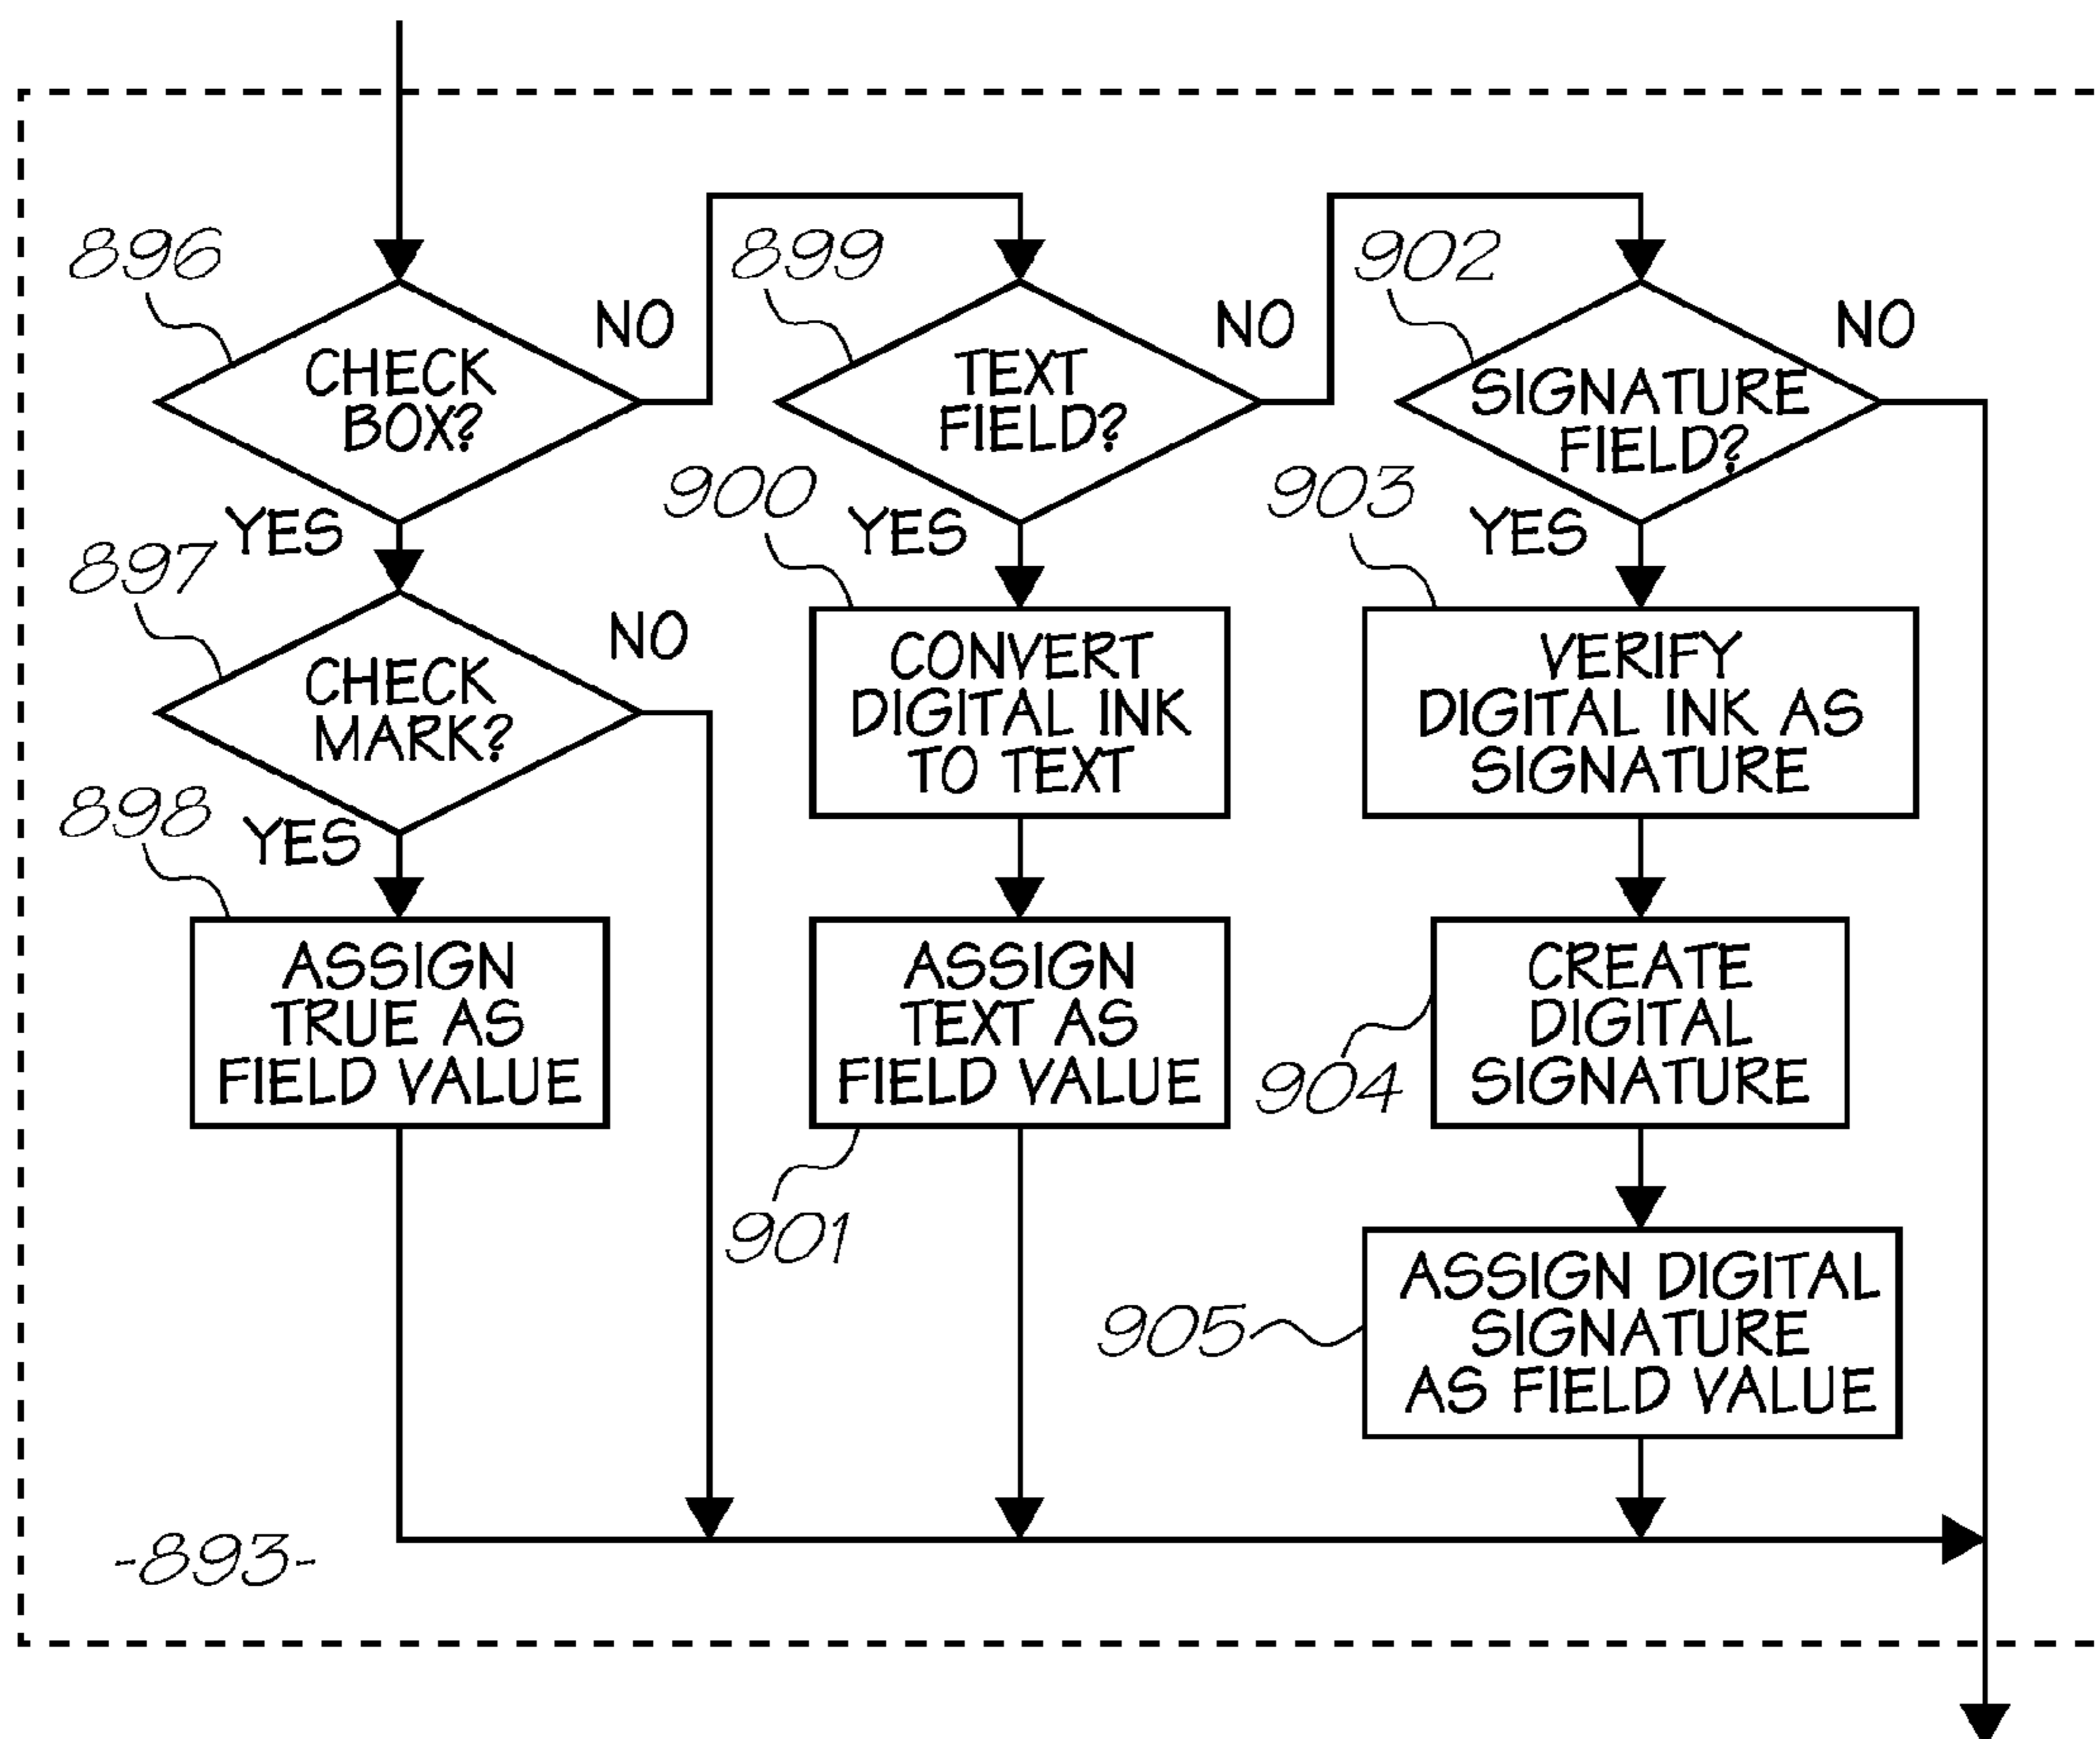 896
CHECK
BOX?
NO
YES
897
CHECK
MARK?
NO
YES
898
ASSIGN
TRUE AS
FIELD VALUE
899
TEXT
FIELD?
NO
YES
900
CONVERT
DIGITAL INK
TO TEXT
ASSIGN
TEXT AS
FIELD VALUE
901
902
SIGNATURE
FIELD?
NO
YES
903
VERIFY
DIGITAL INK AS
SIGNATURE
CREATE
DIGITAL
SIGNATURE
904
ASSIGN DIGITAL
SIGNATURE
AS FIELD VALUE
905
-893-